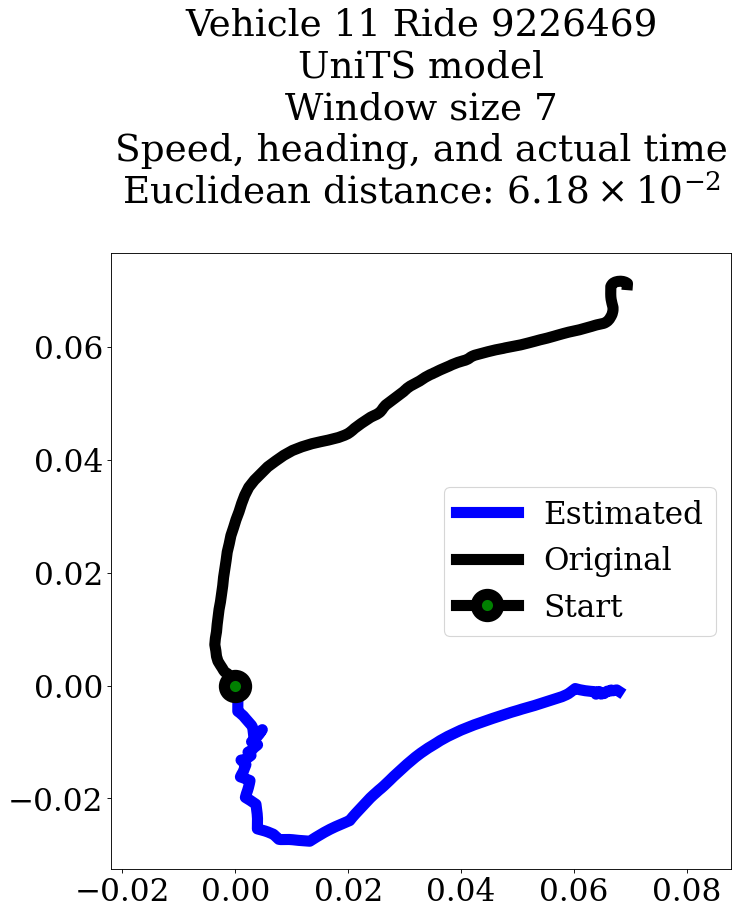 Vehicle 11 Ride 9226469
UniTS model
Window size 7
Speed, heading, and actual time
Euclidean distance: 6.18 × 10⁻²
0.06
0.04
0.02
0.00
−0.02
Estimated
Original
Start
−0.02 0.00 0.02 0.04 0.06 0.08